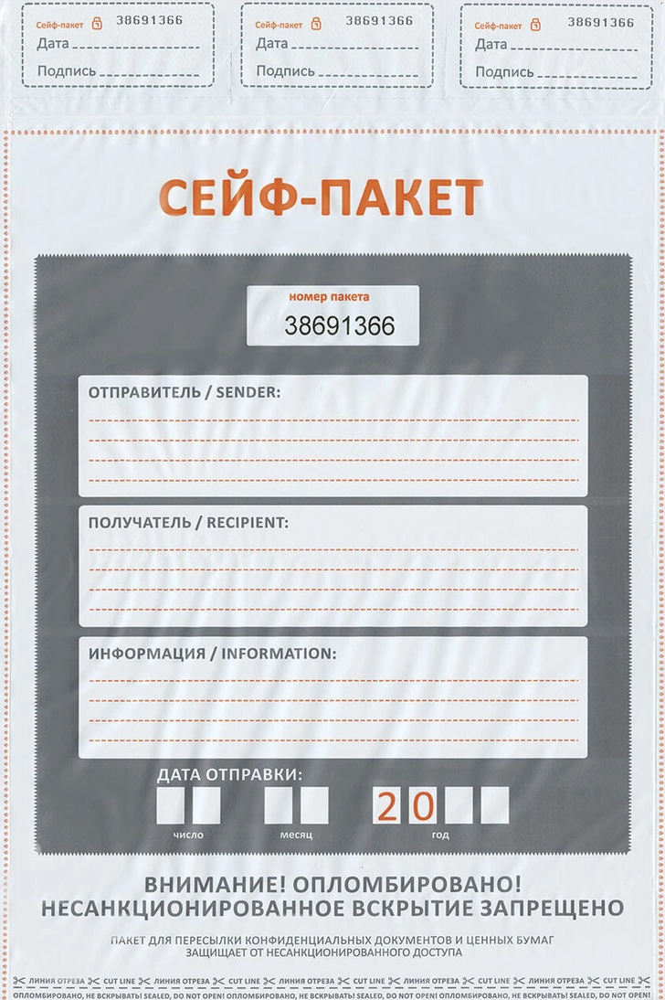 Сейф-пакет 38691366
Дата
Подпись
Сейф-пакет 38691366
Дата
Подпись
Сейф-пакет 38691366
Дата
Подпись
СЕЙФ-ПАКЕТ
номер пакета
38691366
ОТПРАВИТЕЛЬ / SENDER:
ПОЛУЧАТЕЛЬ / RECIPIENT:
ИНФОРМАЦИЯ / INFORMATION:
ДАТА ОТПРАВКИ:
20
число месяц год
ВНИМАНИЕ! ОПЛОМБИРОВАНО!
НЕСАНКЦИОНИРОВАННОЕ ВСКРЫТИЕ ЗАПРЕЩЕНО
ПАКЕТ ДЛЯ ПЕРЕСЫЛКИ КОНФИДЕНЦИАЛЬНЫХ ДОКУМЕНТОВ И ЦЕННЫХ БУМАГ
ЗАЩИЩАЕТ ОТ НЕСАНКЦИОНИРОВАННОГО ДОСТУПА
ЛИНИЯ ОТРЕЗА CUT LINE ЛИНИЯ ОТРЕЗА CUT LINE ЛИНИЯ ОТРЕЗА CUT LINE ЛИНИЯ ОТРЕЗА CUT LINE ЛИНИЯ ОТРЕЗА CUT LINE
ОПЛОМБИРОВАНО, НЕ ВСКРЫВАТЬ! SEALED, DO NOT OPEN! ОПЛОМБИРОВАНО, НЕ ВСКРЫВАТЬ! SEALED, DO NOT OPEN! ОПЛОМБИРОВАНО, НЕ ВСКРЫВАТЬ! SEALED, DO NOT OPEN!